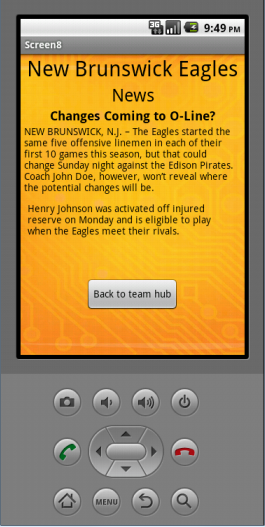 3G 9:49 PM
Screen8
New Brunswick Eagles
News
Changes Coming to O-Line?
NEW BRUNSWICK, N.J. – The Eagles started the
same five offensive linemen in each of their
first 10 games this season, but that could
change Sunday night against the Edison Pirates.
Coach John Doe, however, won't reveal where
the potential changes will be.
Henry Johnson was activated off injured
reserve on Monday and is eligible to play
when the Eagles meet their rivals.
Back to team hub
MENU